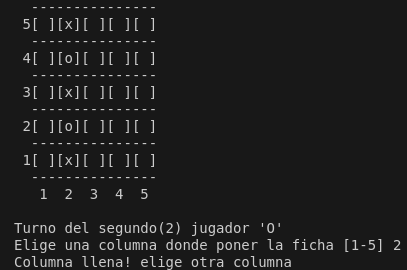 ---------------
5[ ][x][ ][ ][ ]
---------------
4[ ][o][ ][ ][ ]
---------------
3[ ][x][ ][ ][ ]
---------------
2[ ][o][ ][ ][ ]
---------------
1[ ][x][ ][ ][ ]
---------------
1 2 3 4 5
Turno del segundo(2) jugador 'O'
Elige una columna donde poner la ficha [1-5] 2
Columna llena! elige otra columna